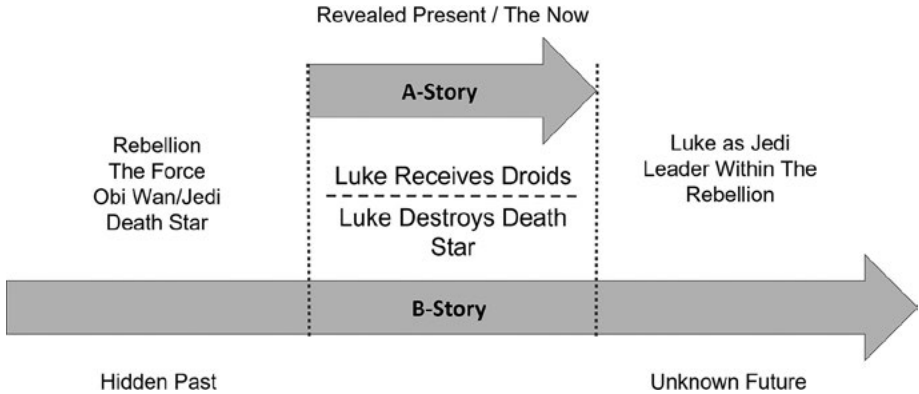 Revealed Present / The Now
A-Story
Rebellion
The Force
Obi Wan/Jedi
Death Star
Luke Receives Droids
Luke Destroys Death
Star
Luke as Jedi
Leader Within The
Rebellion
B-Story
Hidden Past
Unknown Future